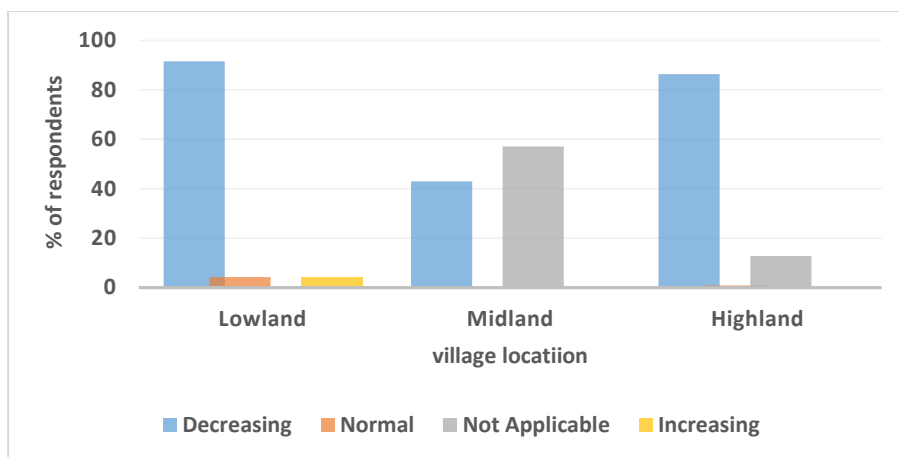 100
80
60
40
20
0
% of respondents
Lowland Midland Highland
village locatiion
Decreasing Normal Not Applicable Increasing